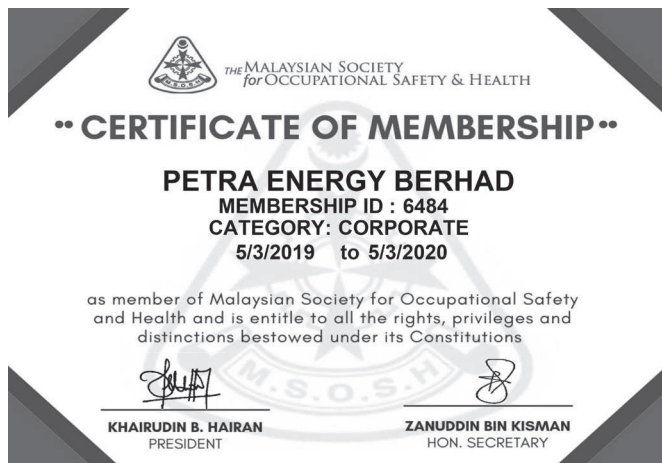 THE MALAYSIAN SOCIETY
for OCCUPATIONAL SAFETY & HEALTH
M.S.O.S.H
•• CERTIFICATE OF MEMBERSHIP ••
PETRA ENERGY BERHAD
MEMBERSHIP ID : 6484
CATEGORY: CORPORATE
5/3/2019 to 5/3/2020
as member of Malaysian Society for Occupational Safety
and Health and is entitle to all the rights, privileges and
distinctions bestowed under its Constitutions
M.S.O.S.H
KHAIRUDIN B. HAIRAN
PRESIDENT
ZANUDDIN BIN KISMAN
HON. SECRETARY